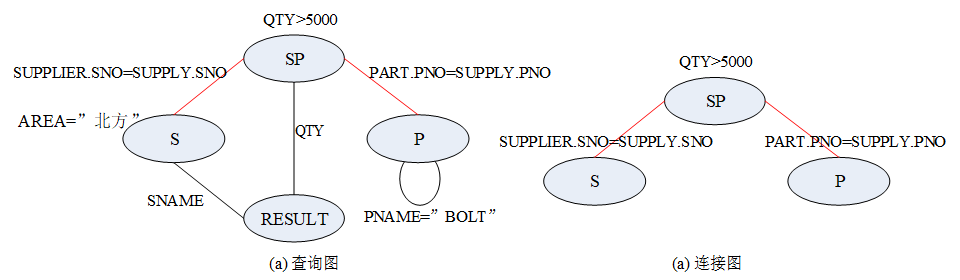 QTY>5000
SP
SUPPLIER.SNO=SUPPLY.SNO
PART.PNO=SUPPLY.PNO
AREA=”北方”
S
QTY
P
SNAME
PNAME=”BOLT”
RESULT
(a) 查询图
QTY>5000
SP
SUPPLIER.SNO=SUPPLY.SNO
PART.PNO=SUPPLY.PNO
S
P
(a) 连接图